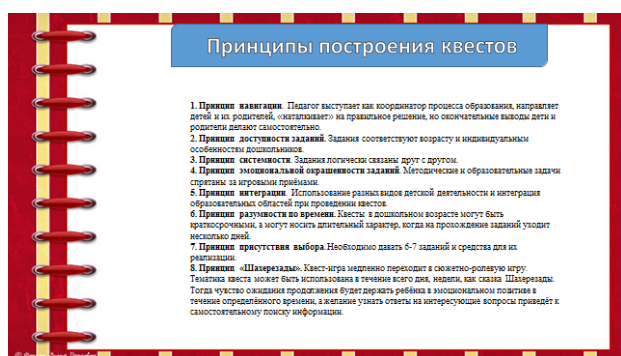 Принципы построения квестов
1. Принцип навигации. Педагог выступает как координатор процесса образования, направляет
детей и их родителей, «наталкивает» на правильное решение, но окончательные выводы дети и
родители делают самостоятельно.
2. Принцип доступности заданий. Задания соответствуют возрасту и индивидуальным
особенностям дошкольников.
3. Принцип системности. Задания логически связаны друг с другом.
4. Принцип эмоциональной окрашенности заданий. Методические и образовательные задачи
спрятаны за игровыми приёмами.
5. Принцип интеграции. Использование разных видов детской деятельности и интеграция
образовательных областей при проведении квестов.
6. Принцип разумности по времени. Квесты в дошкольном возрасте могут быть
краткосрочными, а могут носить длительный характер, когда на прохождение заданий уходит
несколько дней.
7. Принцип присутствия выбора. Необходимо давать 6-7 заданий и средства для их
реализации.
8. Принцип «Шахерезады». Квест-игра медленно переходит в сюжетно-ролевую игру.
Тематика квеста может быть использована в течение всего дня, недели, как сказка Шахерезады.
Тогда чувство ожидания продолжения будет держать ребёнка в эмоциональном позитиве в
течение определённого времени, а желание узнать ответы на интересующие вопросы приведёт к
самостоятельному поиску информации.